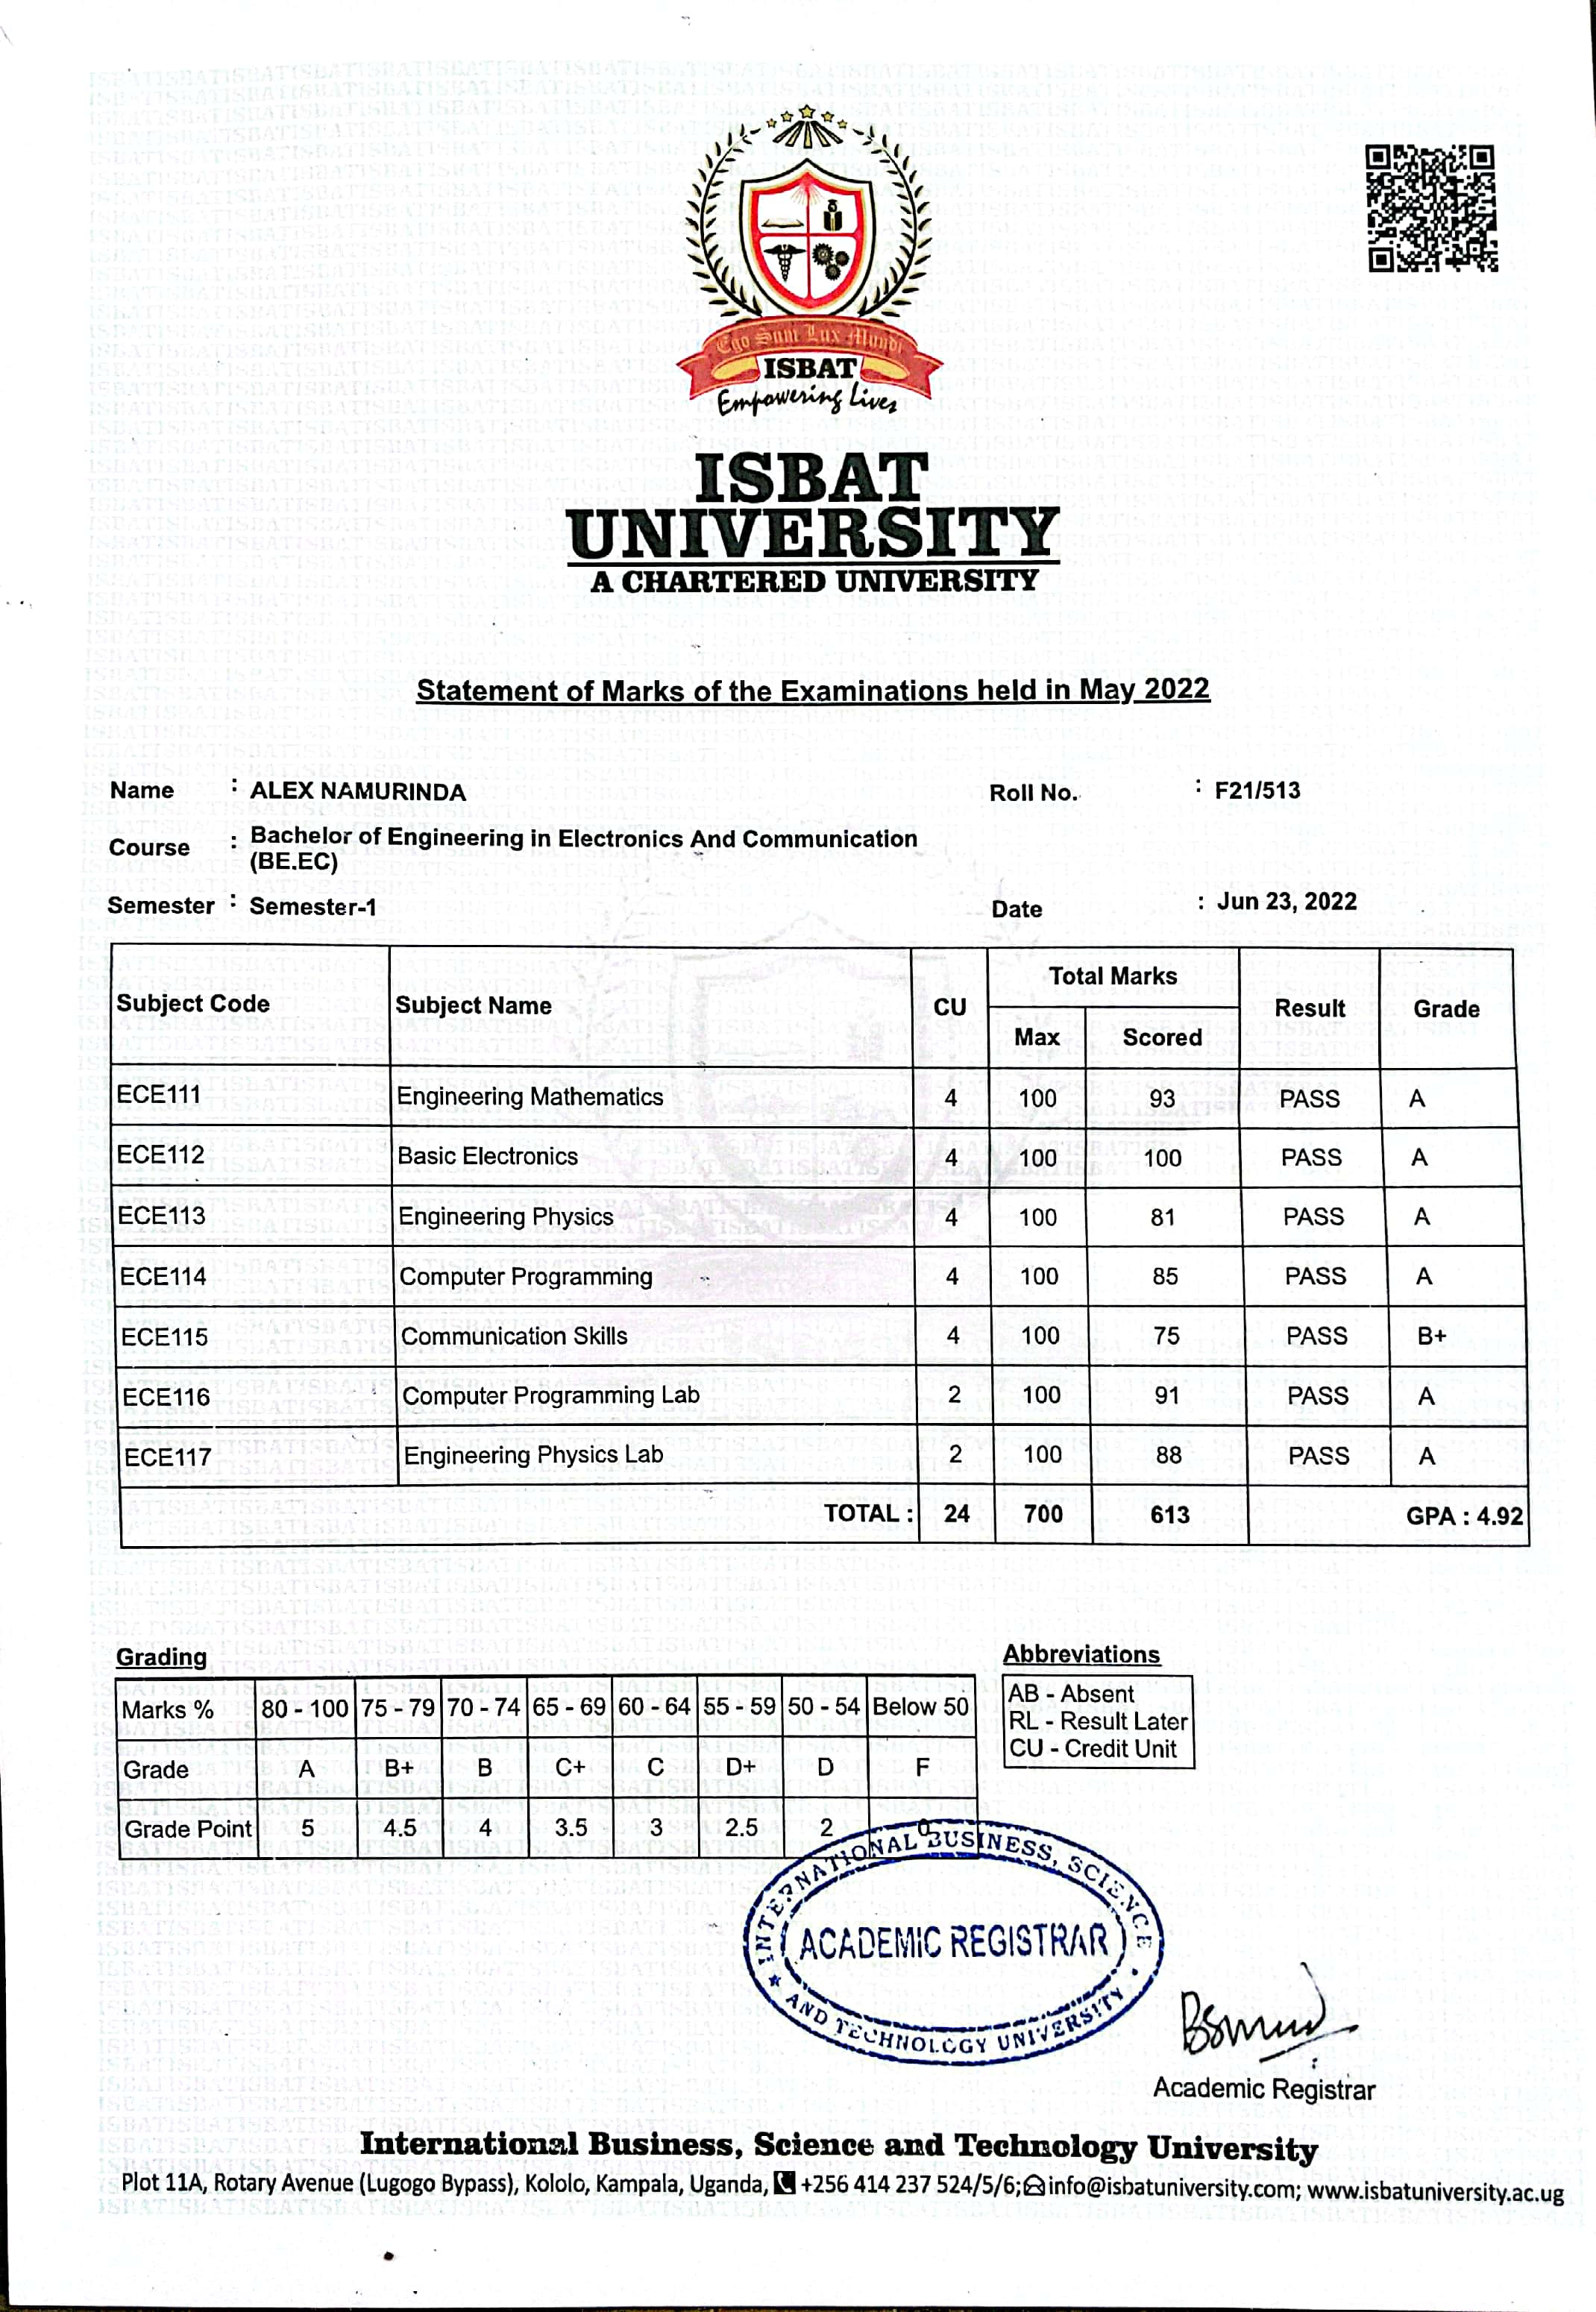 Ego Sum Lux Mundi
ISBAT
Empowering Lives
ISBAT
UNIVERSITY
A CHARTERED UNIVERSITY
Statement of Marks of the Examinations held in May 2022
Name : ALEX NAMURINDA Roll No. : F21/513
Course : Bachelor of Engineering in Electronics And Communication
(BE.EC)
Semester : Semester-1 Date : Jun 23, 2022
Subject Code Subject Name CU Total Marks Result Grade
Max Scored
ECE111 Engineering Mathematics 4 100 93 PASS A
ECE112 Basic Electronics 4 100 100 PASS A
ECE113 Engineering Physics 4 100 81 PASS A
ECE114 Computer Programming 4 100 85 PASS A
ECE115 Communication Skills 4 100 75 PASS B+
ECE116 Computer Programming Lab 2 100 91 PASS A
ECE117 Engineering Physics Lab 2 100 88 PASS A
TOTAL : 24 700 613 GPA : 4.92
Grading
Marks % 80 - 100 75 - 79 70 - 74 65 - 69 60 - 64 55 - 59 50 - 54 Below 50
Grade A B+ B C+ C D+ D F
Grade Point 5 4.5 4 3.5 3 2.5 2 0
Abbreviations
AB - Absent
RL - Result Later
CU - Credit Unit
INTERNATIONAL BUSINESS, SCIENCE
ACADEMIC REGISTRAR
AND TECHNOLOGY UNIVERSITY
Academic Registrar
International Business, Science and Technology University
Plot 11A, Rotary Avenue (Lugogo Bypass), Kololo, Kampala, Uganda, +256 414 237 524/5/6; info@isbatuniversity.com; www.isbatuniversity.ac.ug